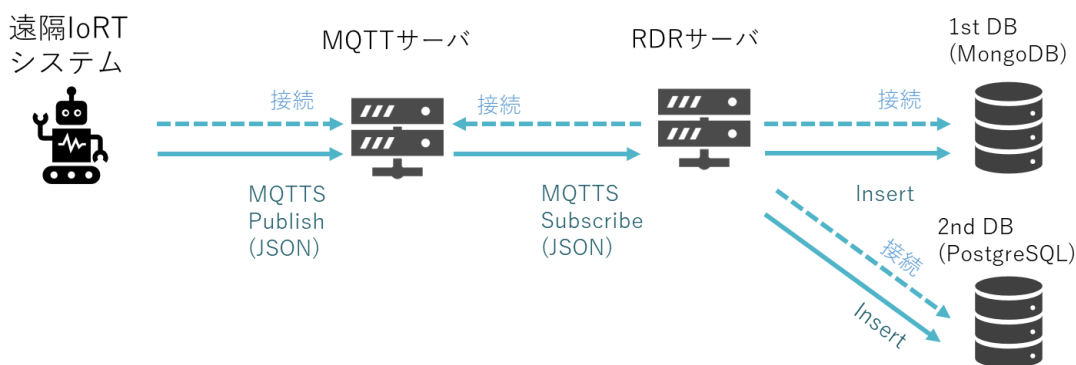 遠隔IoRT
システム
MQTTサーバ
RDRサーバ
1st DB
(MongoDB)
接続
接続
接続
MQTTS
Publish
(JSON)
MQTTS
Subscribe
(JSON)
Insert
2nd DB
(PostgreSQL)
接続
Insert